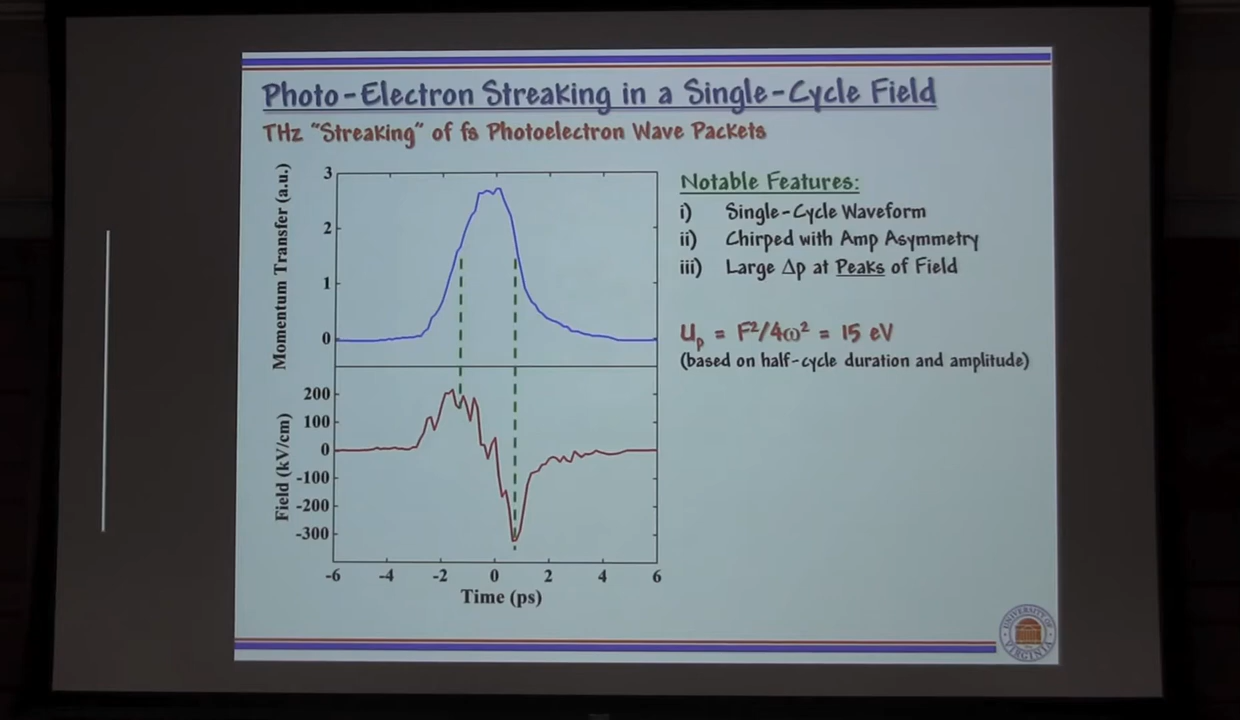 Photo-Electron Streaking in a Single-Cycle Field
THz "Streaking" of fs Photoelectron Wave Packets
Momentum Transfer (a.u.)
3
2
1
0
Field (kV/cm)
200
100
0
-100
-200
-300
-6 -4 -2 0 2 4 6
Time (ps)
Notable Features:
i) Single-Cycle Waveform
ii) Chirped with Amp Asymmetry
iii) Large Δp at Peaks of Field
Uₚ = F²/4ω² = 15 eV
(based on half-cycle duration and amplitude)
UNIVERSITY OF
VIRGINIA